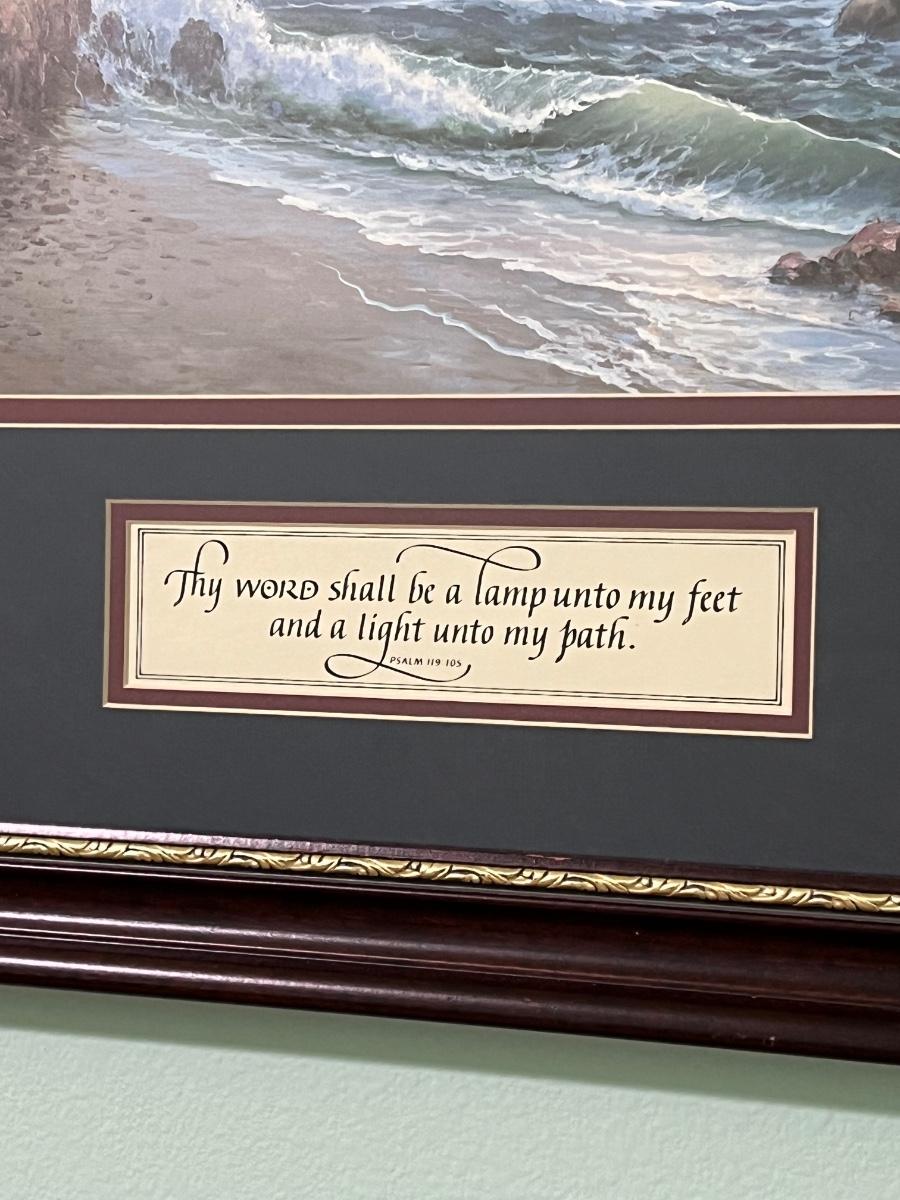 Thy WORD shall be a lamp unto my feet
and a light unto my path.
PSALM 119 105